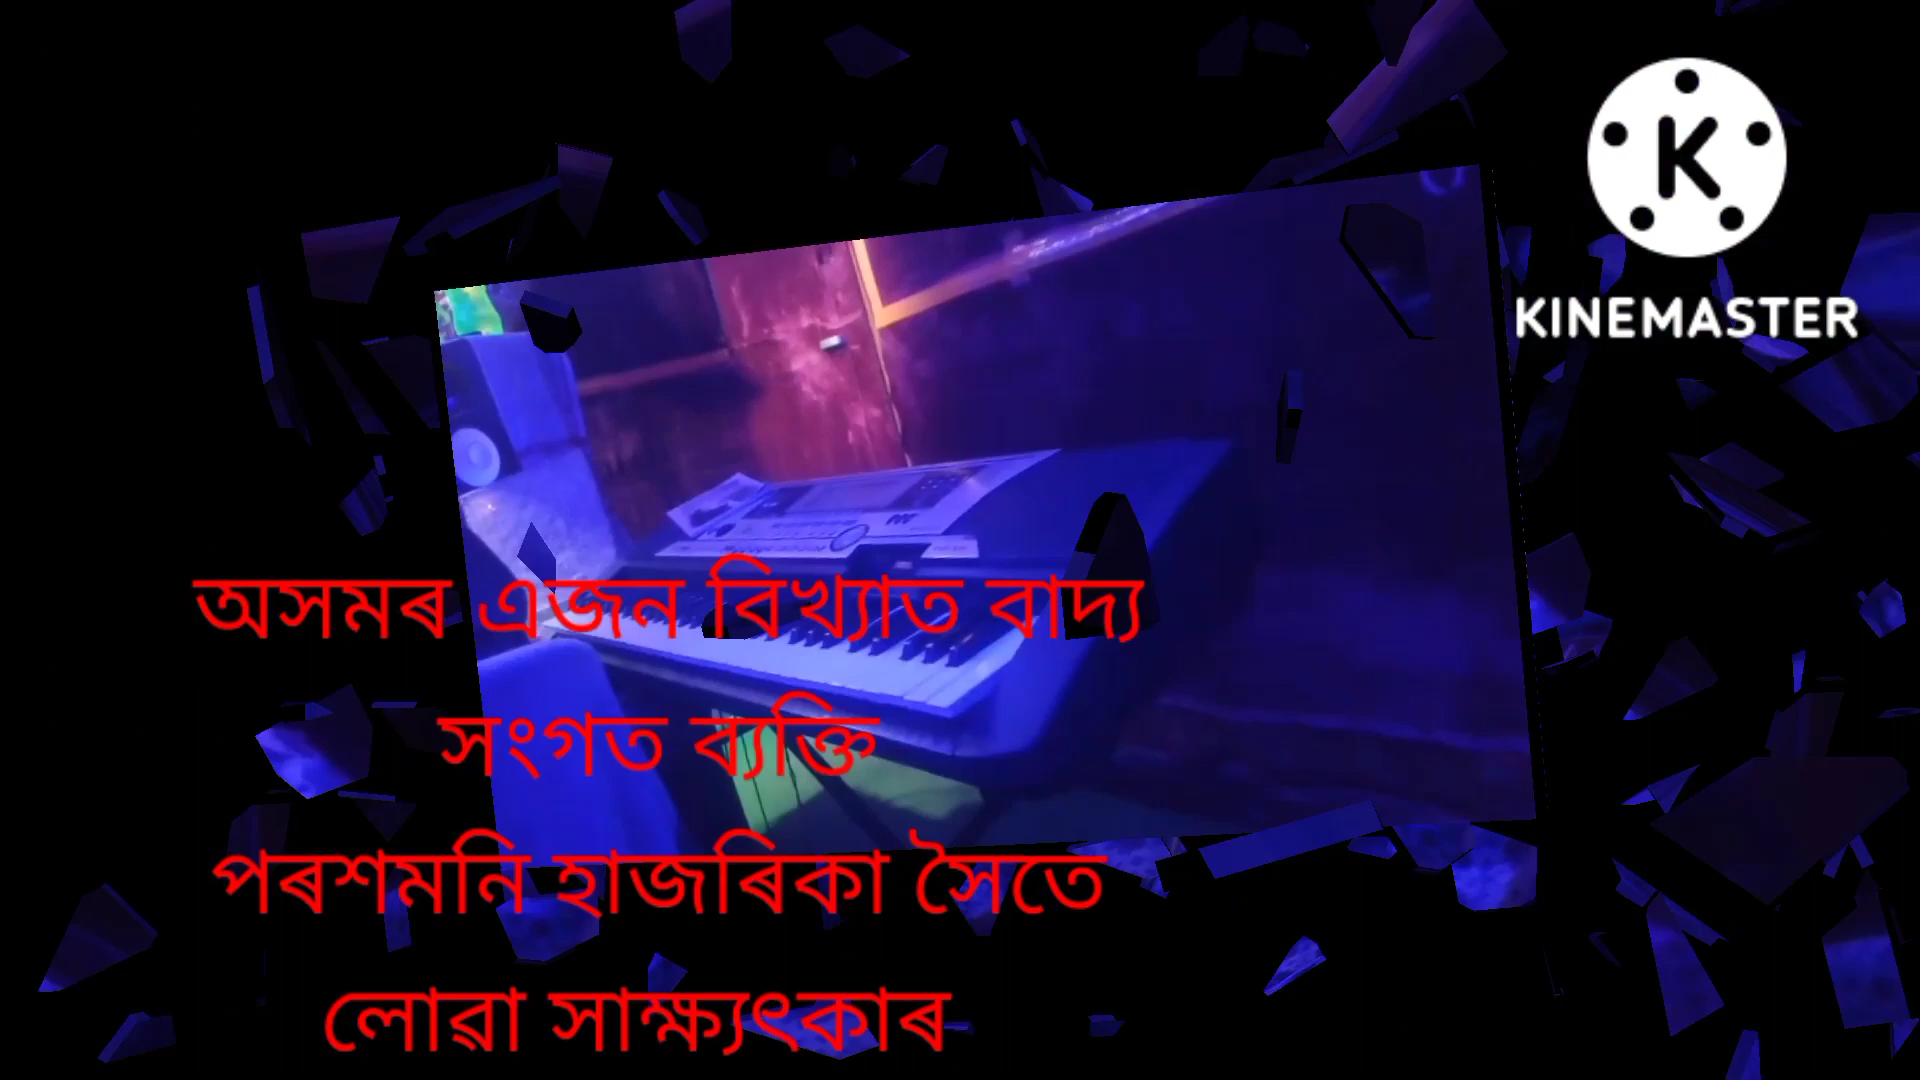 KINEMASTER
অসমৰ এজন বিখ্যাত বাদ্য
সংগত ব্যক্তি
পৰশমনি হাজৰিকা সৈতে
লোৱা সাক্ষ্যৎকাৰ